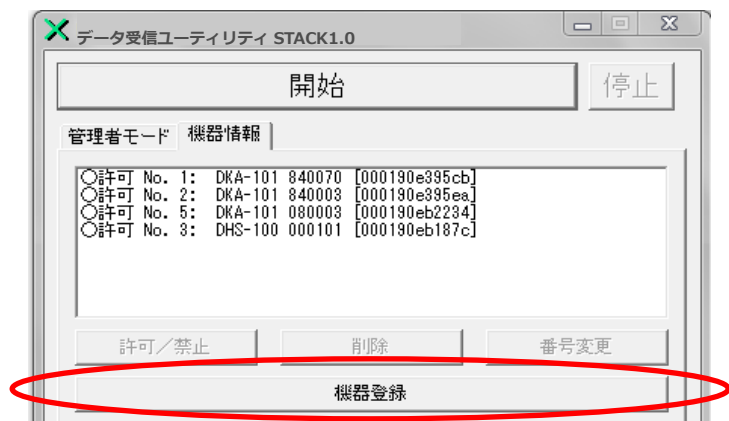 データ受信ユーティリティ STACK1.0
開始 停止
管理者モード 機器情報
○許可 No. 1: DKA-101 840070 [000190e395cb]
○許可 No. 2: DKA-101 840003 [000190e395ea]
○許可 No. 5: DKA-101 080003 [000190eb2234]
○許可 No. 3: DHS-100 000101 [000190eb187c]
許可／禁止 削除 番号変更
機器登録